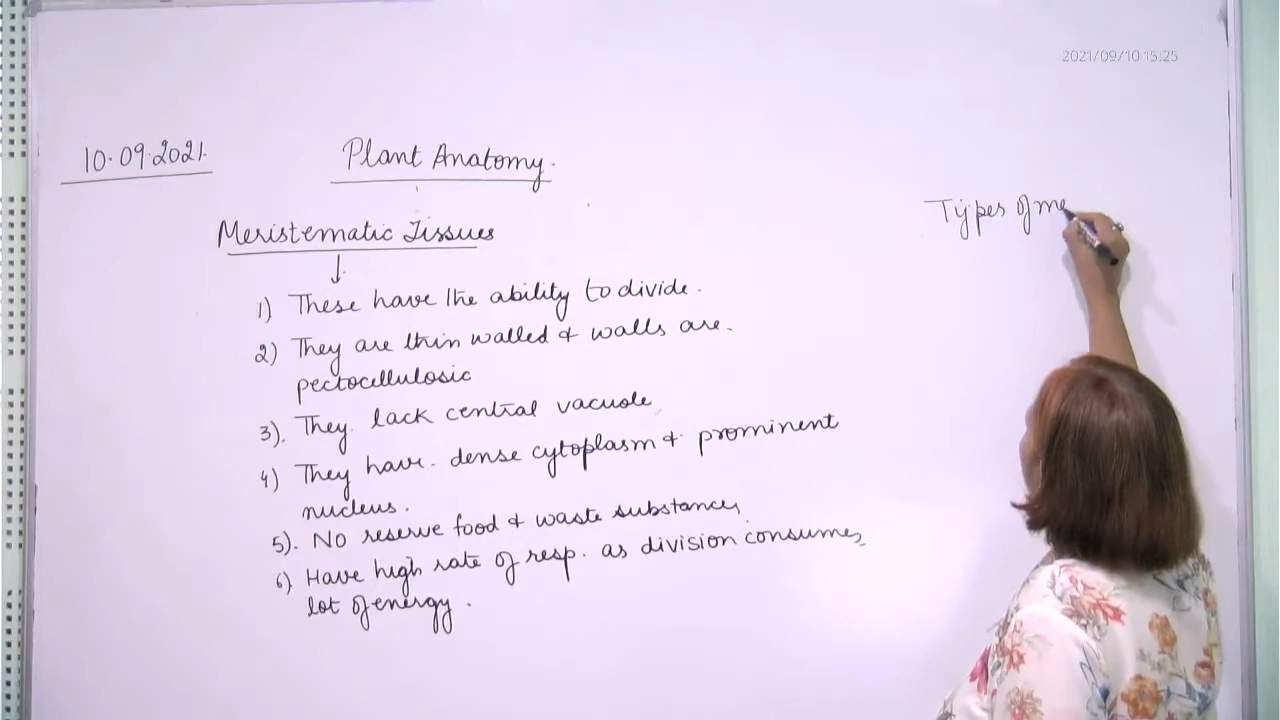 2021/09/10 15:25
10.09.2021.
Plant Anatomy.
Types of me
Meristematic Tissues
1) These have the ability to divide.
2) They are thin walled & walls are.
pectocellulosic
3). They lack central vacuole
4) They have dense cytoplasm & prominent
nucleus.
5). No reserve food & waste substances
6) Have high rate of resp. as division consumes
lot of energy.